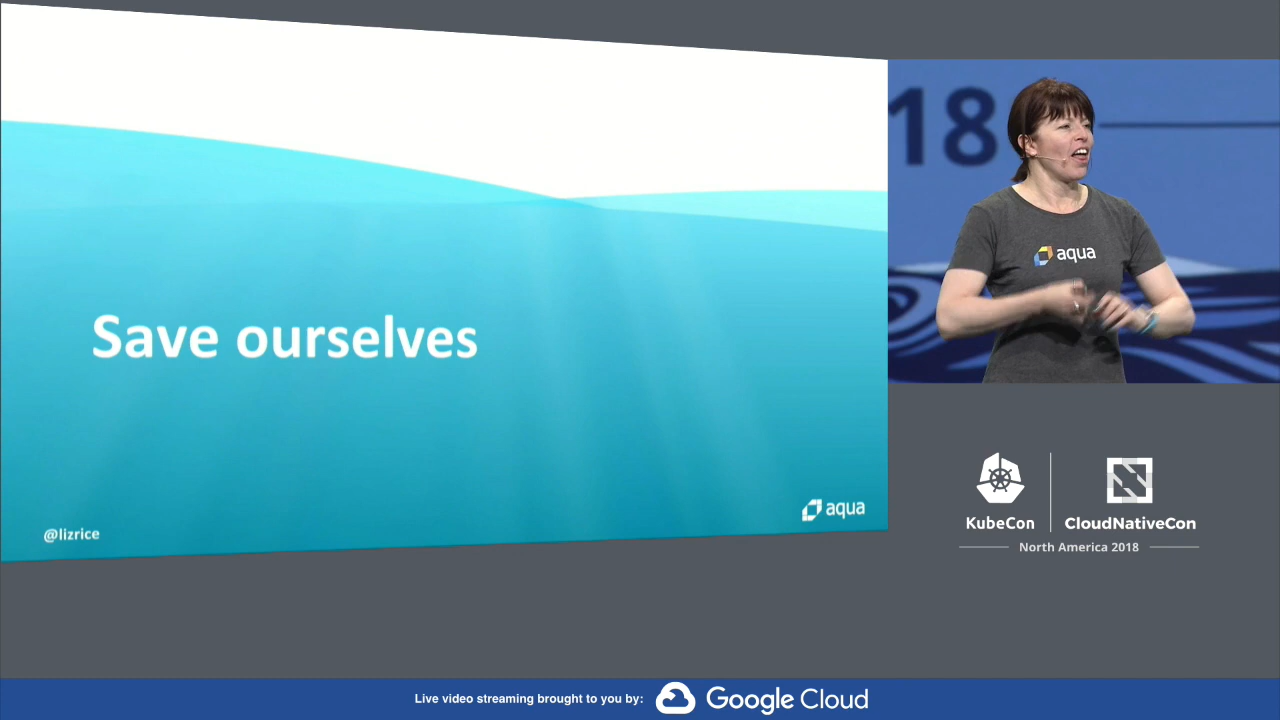 Save ourselves
@lizrice
aqua
18
aqua
KubeCon
CloudNativeCon
North America 2018
Live video streaming brought to you by:
Google Cloud